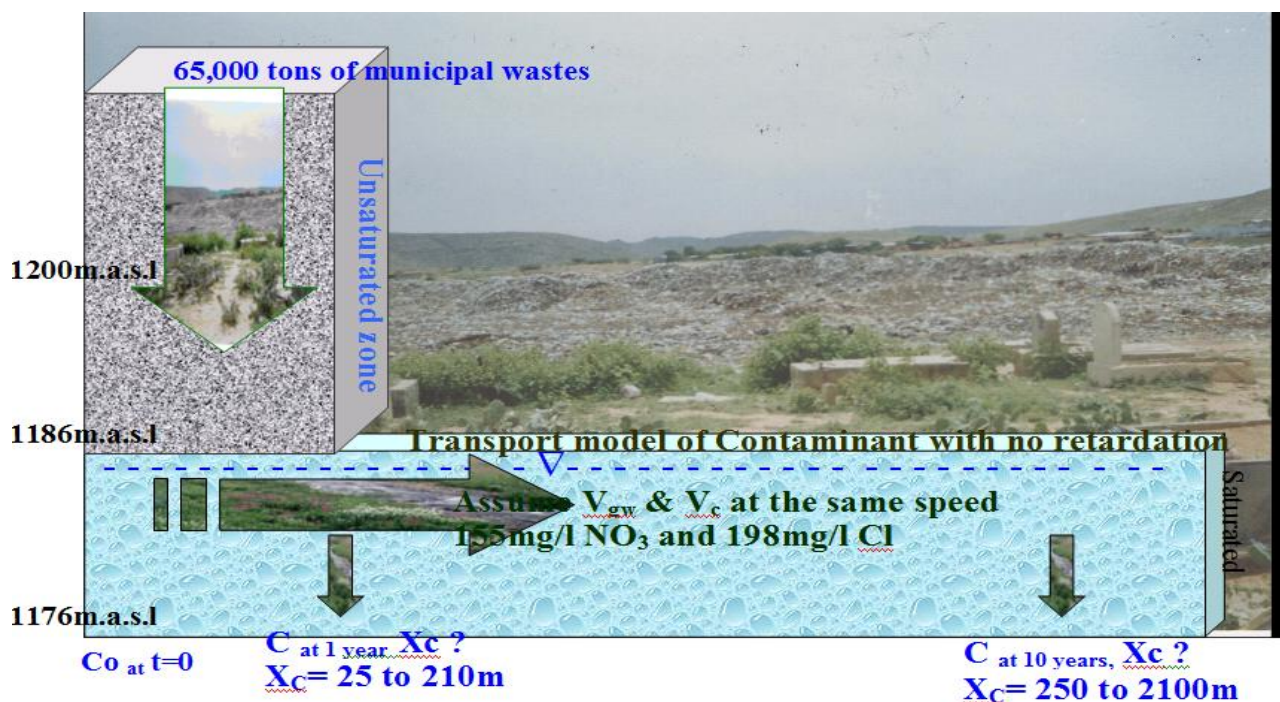 65,000 tons of municipal wastes
Unsaturated zone
1200m.a.s.l
1186m.a.s.l
Transport model of Contaminant with no retardation
Assume Vgw & Vc at the same speed
155mg/l NO3 and 198mg/l Cl
Saturated
1176m.a.s.l
Co at t=0
C at 1 year, Xc ?
XC= 25 to 210m
C at 10 years, Xc ?
XC= 250 to 2100m